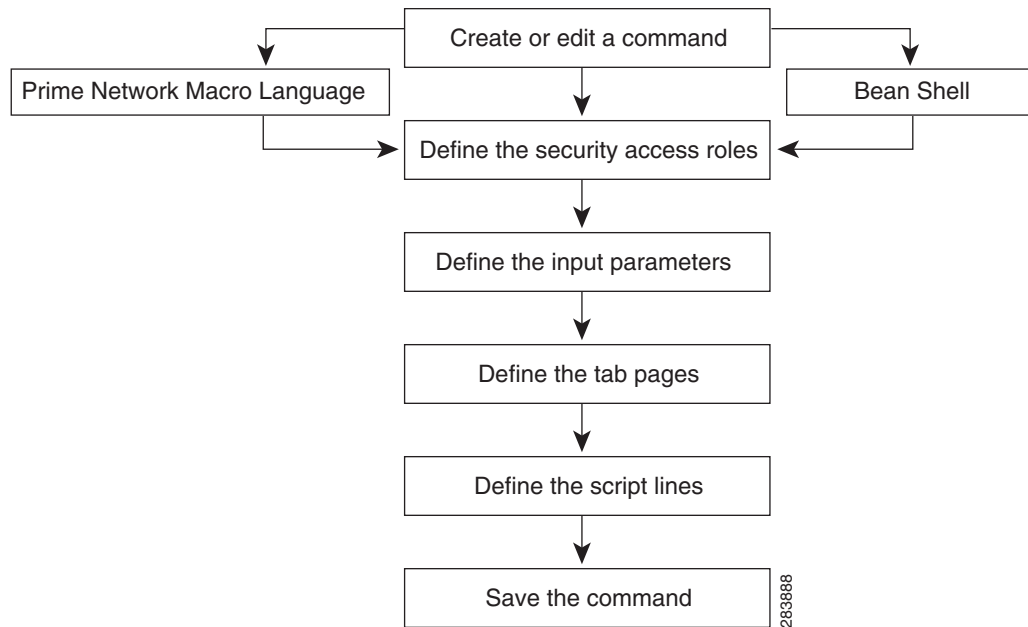 Create or edit a command
Prime Network Macro Language
Bean Shell
Define the security access roles
Define the input parameters
Define the tab pages
Define the script lines
Save the command
283888